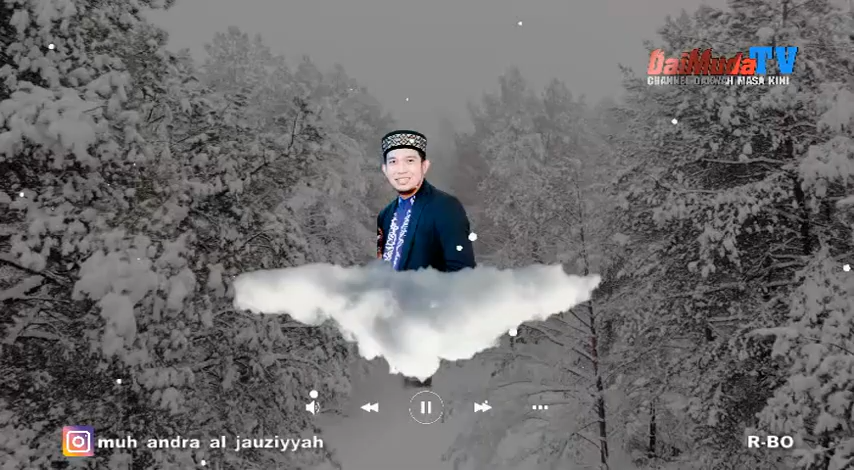 DaiMudaTV
CHANNEL DAKWAH MASA KINI
muh andra al jauziyyah
R-BO